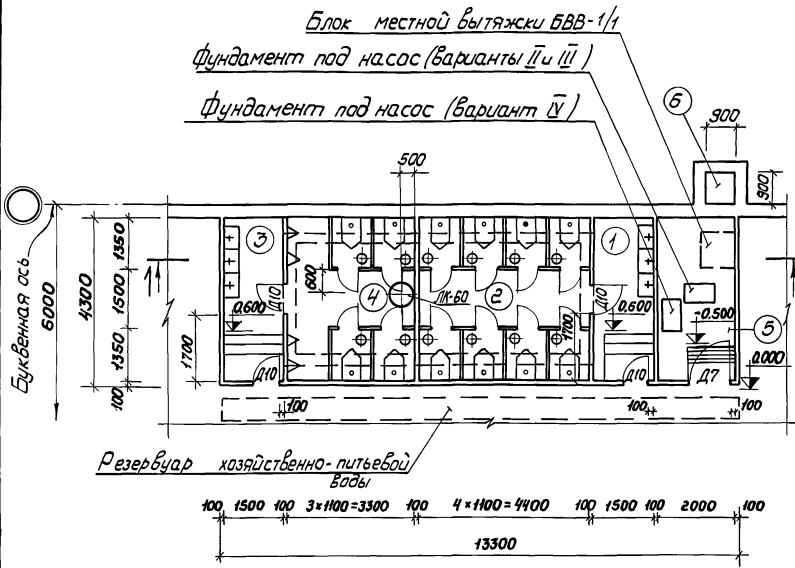 Блок местной вытяжки БВВ-1/1
Фундамент под насос (варианты II и III)
Фундамент под насос (вариант IV)
6
900
900
500
Буквенная ось
6000
4300
1350
1500
1350
100
1
3
1
600
4
ПК-60
2
Д10
Д10
0.600
0.600
1700
1700
-0.500
5
0.000
Д10
Д10
Д7
100
100
100
Резервуар хозяйственно-питьевой
воды
100 1500 100 3×1100=3300 100 4×1100=4400 100 1500 100 2000 100
13300